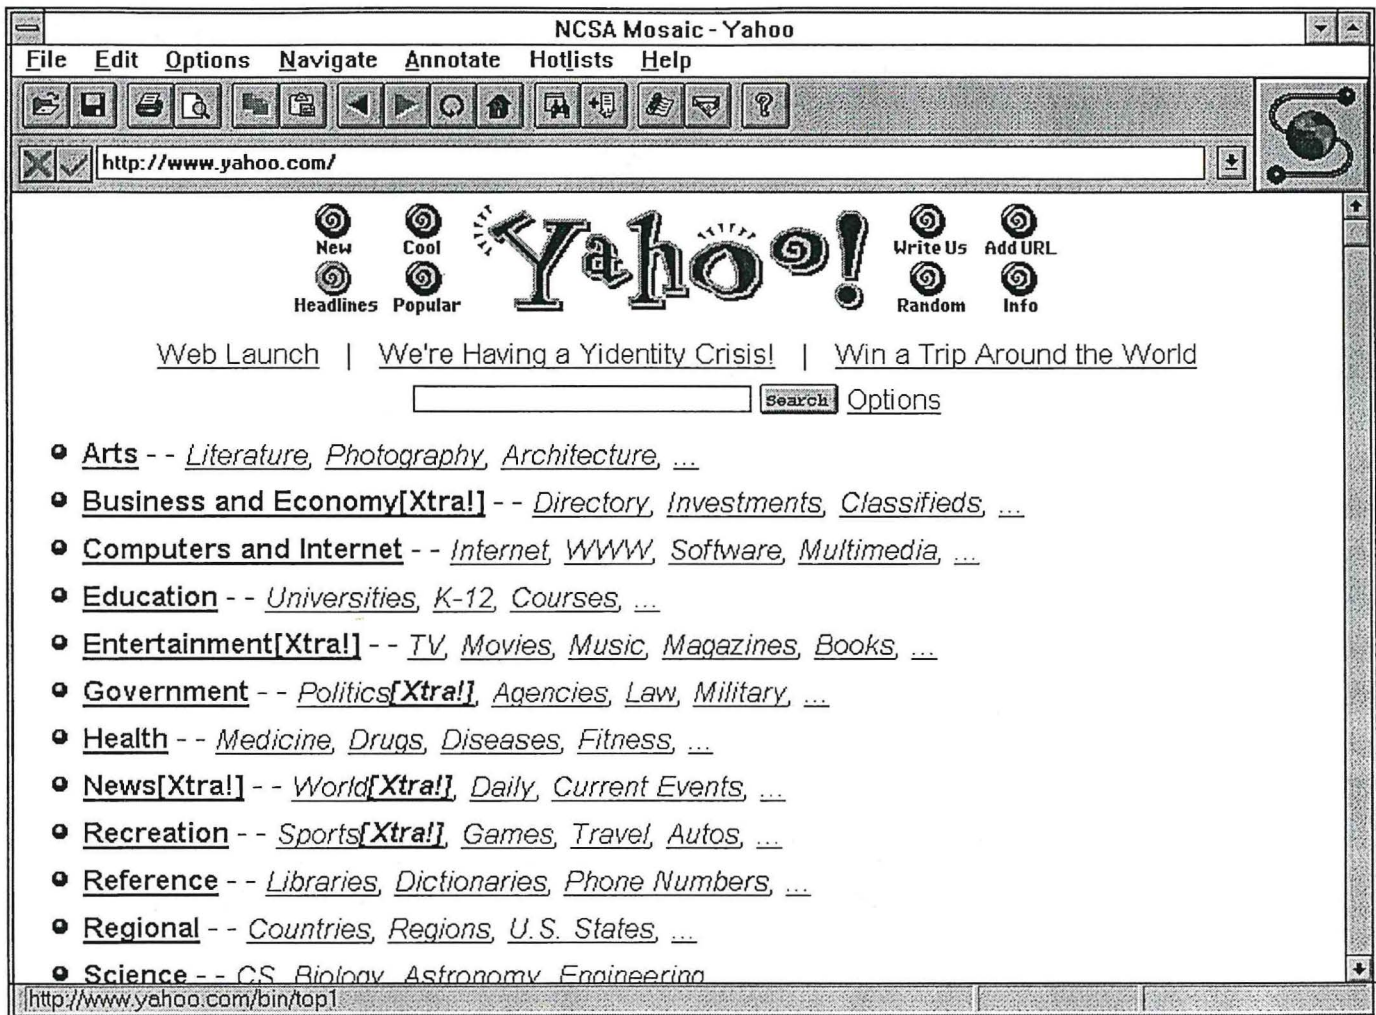 NCSA Mosaic - Yahoo
File Edit Options Navigate Annotate Hotlists Help
http://www.yahoo.com/
New Cool Yahoo! Write Us Add URL
Headlines Popular Random Info
Web Launch | We're Having a Yidentity Crisis! | Win a Trip Around the World
Search Options
Arts - - Literature, Photography, Architecture, ...
Business and Economy[Xtra!] - - Directory, Investments, Classifieds, ...
Computers and Internet - - Internet, WWW, Software, Multimedia, ...
Education - - Universities, K-12, Courses, ...
Entertainment[Xtra!] - - TV, Movies, Music, Magazines, Books, ...
Government - - Politics[Xtra!], Agencies, Law, Military, ...
Health - - Medicine, Drugs, Diseases, Fitness, ...
News[Xtra!] - - World[Xtra!], Daily, Current Events, ...
Recreation - - Sports[Xtra!], Games, Travel, Autos, ...
Reference - - Libraries, Dictionaries, Phone Numbers, ...
Regional - - Countries, Regions, U.S. States, ...
Science - - CS, Biology, Astronomy, Engineering
http://www.yahoo.com/bin/top1